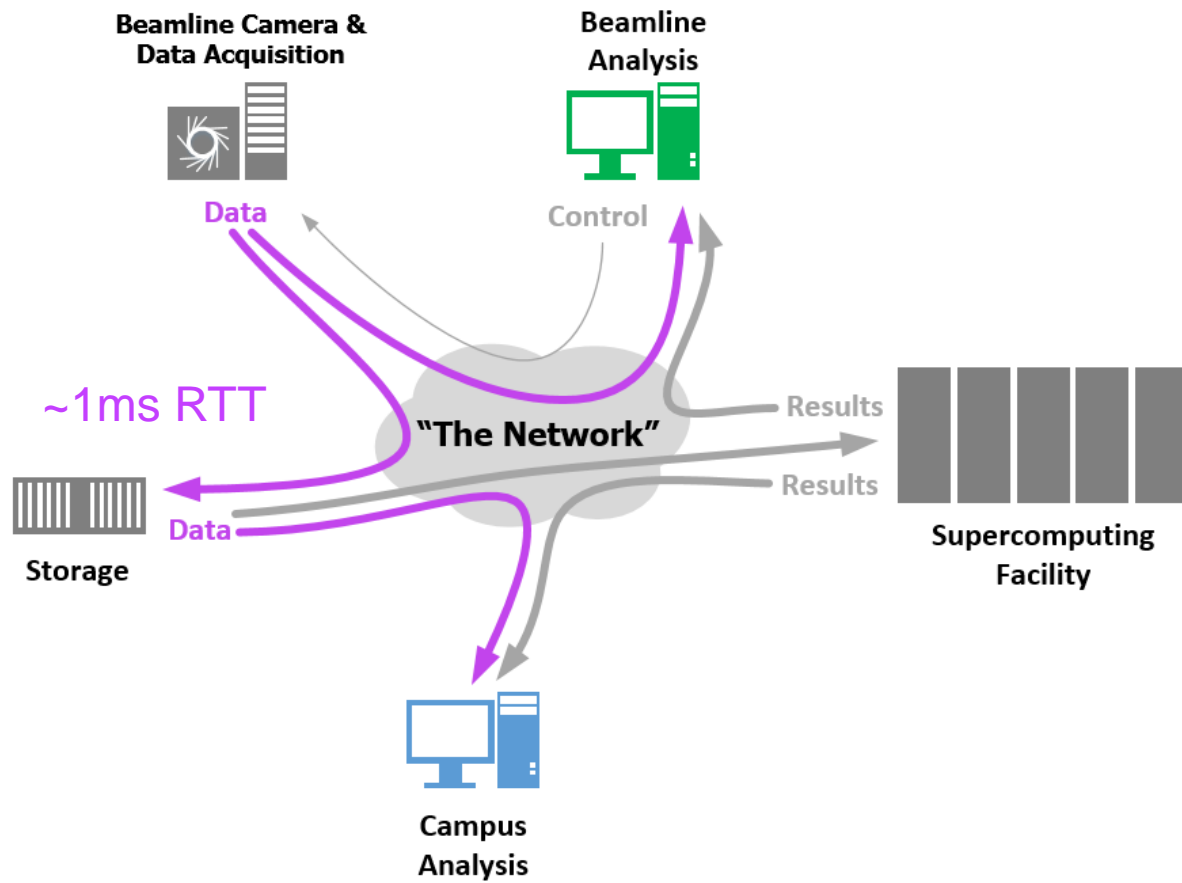 Beamline Camera &
Data Acquisition
Beamline
Analysis
Data
Control
~1ms RTT
"The Network"
Results
Results
Data
Storage
Supercomputing
Facility
Campus
Analysis